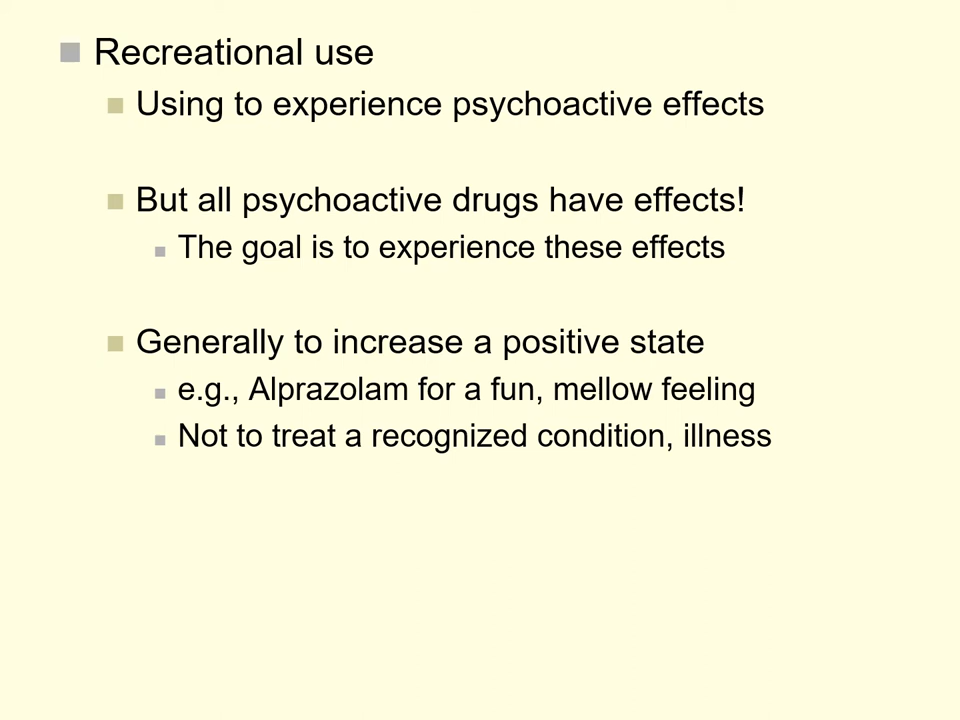 Recreational use
Using to experience psychoactive effects
But all psychoactive drugs have effects!
The goal is to experience these effects
Generally to increase a positive state
e.g., Alprazolam for a fun, mellow feeling
Not to treat a recognized condition, illness